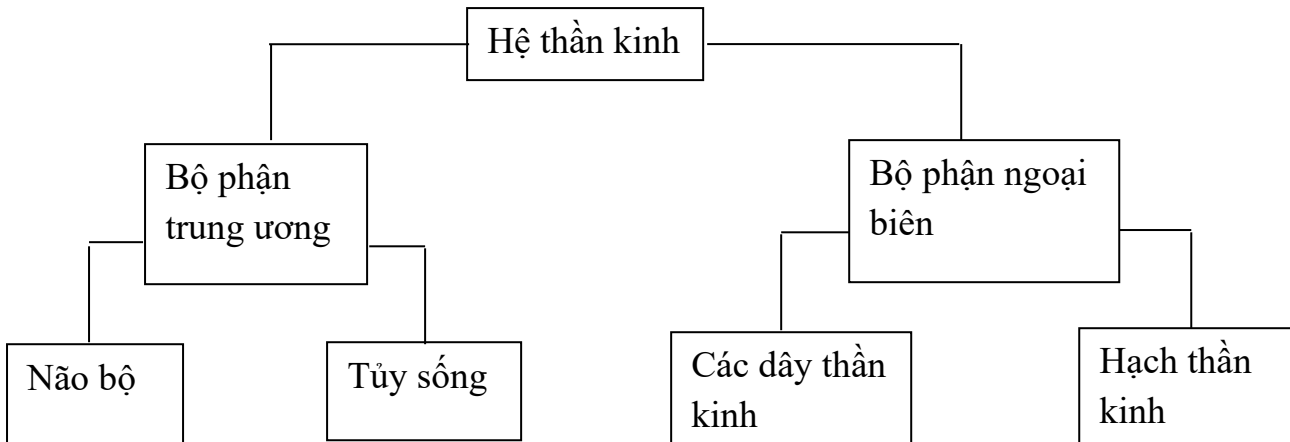 Hệ thần kinh
Bộ phận
trung ương
Bộ phận ngoại
biên
Não bộ
Tủy sống
Các dây thần
kinh
Hạch thần
kinh